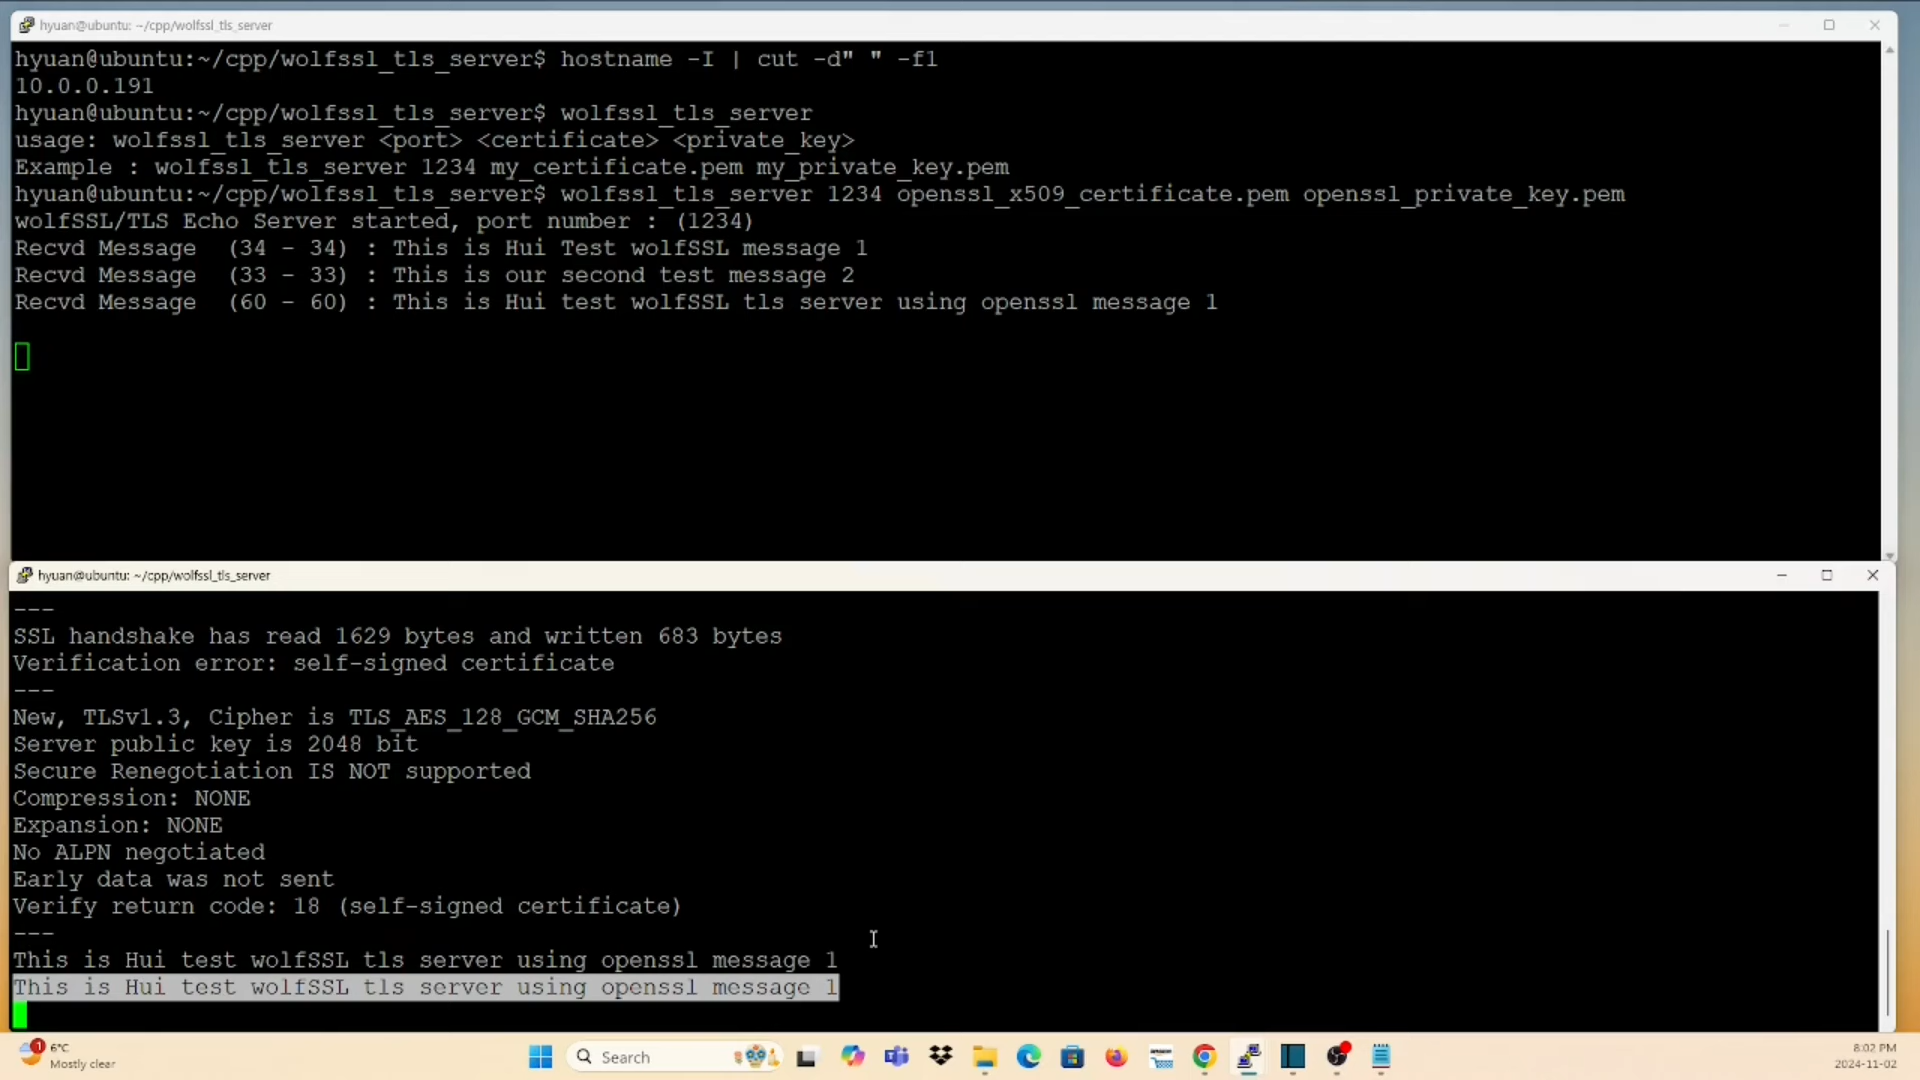 hyuan@ubuntu: ~/cpp/wolfssl_tls_server
hyuan@ubuntu:~/cpp/wolfssl_tls_server$ hostname -I | cut -d" " -f1
10.0.0.191
hyuan@ubuntu:~/cpp/wolfssl_tls_server$ wolfssl_tls_server
usage: wolfssl_tls_server <port> <certificate> <private_key>
Example : wolfssl_tls_server 1234 my_certificate.pem my_private_key.pem
hyuan@ubuntu:~/cpp/wolfssl_tls_server$ wolfssl_tls_server 1234 openssl_x509_certificate.pem openssl_private_key.pem
wolfSSL/TLS Echo Server started, port number : (1234)
Recvd Message  (34 - 34) : This is Hui Test wolfSSL message 1
Recvd Message  (33 - 33) : This is our second test message 2
Recvd Message  (60 - 60) : This is Hui test wolfSSL tls server using openssl message 1
hyuan@ubuntu: ~/cpp/wolfssl_tls_server
---
SSL handshake has read 1629 bytes and written 683 bytes
Verification error: self-signed certificate
---
New, TLSv1.3, Cipher is TLS_AES_128_GCM_SHA256
Server public key is 2048 bit
Secure Renegotiation IS NOT supported
Compression: NONE
Expansion: NONE
No ALPN negotiated
Early data was not sent
Verify return code: 18 (self-signed certificate)
---
This is Hui test wolfSSL tls server using openssl message 1
This is Hui test wolfSSL tls server using openssl message 1
1
6°C
Mostly clear
Search
8:02 PM
2024-11-02